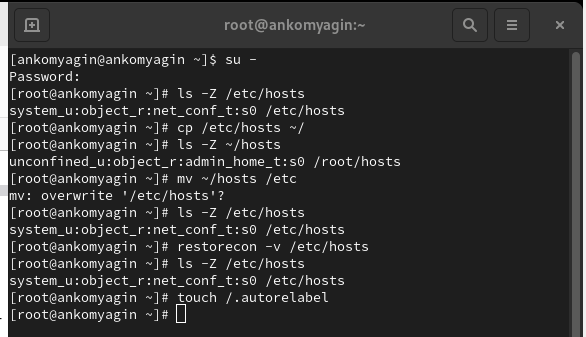 root@ankomyagin:~
[ankomyagin@ankomyagin ~]$ su -
Password:
[root@ankomyagin ~]# ls -Z /etc/hosts
system_u:object_r:net_conf_t:s0 /etc/hosts
[root@ankomyagin ~]# cp /etc/hosts ~/
[root@ankomyagin ~]# ls -Z ~/hosts
unconfined_u:object_r:admin_home_t:s0 /root/hosts
[root@ankomyagin ~]# mv ~/hosts /etc
mv: overwrite '/etc/hosts'?
[root@ankomyagin ~]# ls -Z /etc/hosts
system_u:object_r:net_conf_t:s0 /etc/hosts
[root@ankomyagin ~]# restorecon -v /etc/hosts
[root@ankomyagin ~]# ls -Z /etc/hosts
system_u:object_r:net_conf_t:s0 /etc/hosts
[root@ankomyagin ~]# touch /.autorelabel
[root@ankomyagin ~]#